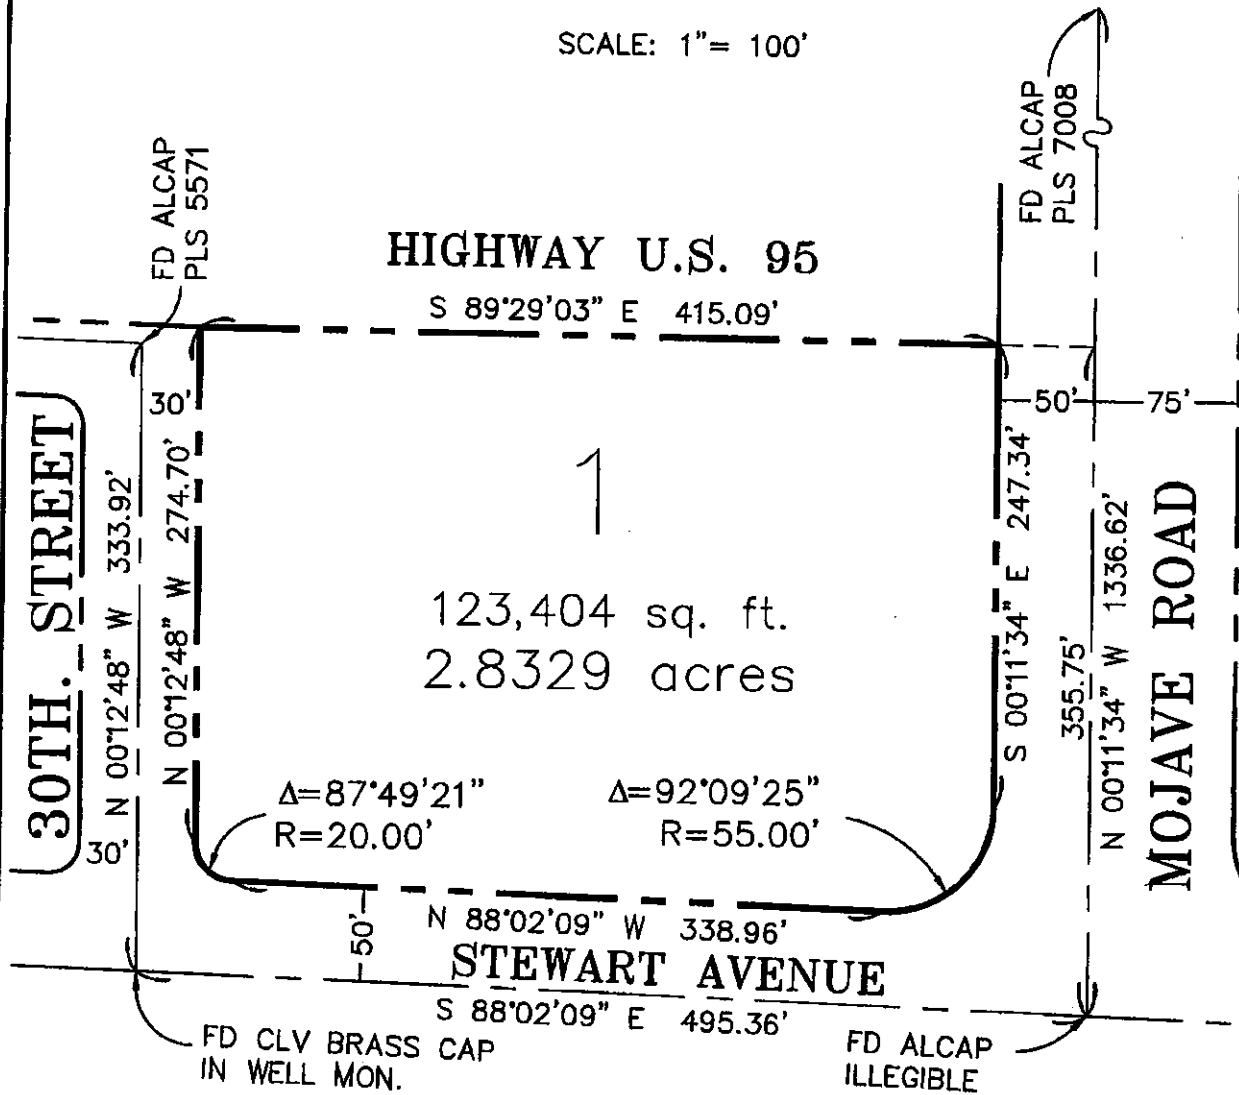 SCALE: 1"= 100'
FD ALCAP
PLS 7008
FD ALCAP
PLS 5571
HIGHWAY U.S. 95
S 89°29'03" E 415.09'
30'
50'
75'
30TH. STREET
N 00°12'48" W 333.92'
N 00°12'48" W 274.70'
1
123,404 sq. ft.
2.8329 acres
S 00°11'34" E 247.34'
355.75'
N 00°11'34" W 1336.62'
MOJAVE ROAD
Δ=87°49'21"
R=20.00'
Δ=92°09'25"
R=55.00'
30'
50'
N 88°02'09" W 338.96'
STEWART AVENUE
S 88°02'09" E 495.36'
FD CLV BRASS CAP
IN WELL MON.
FD ALCAP
ILLEGIBLE